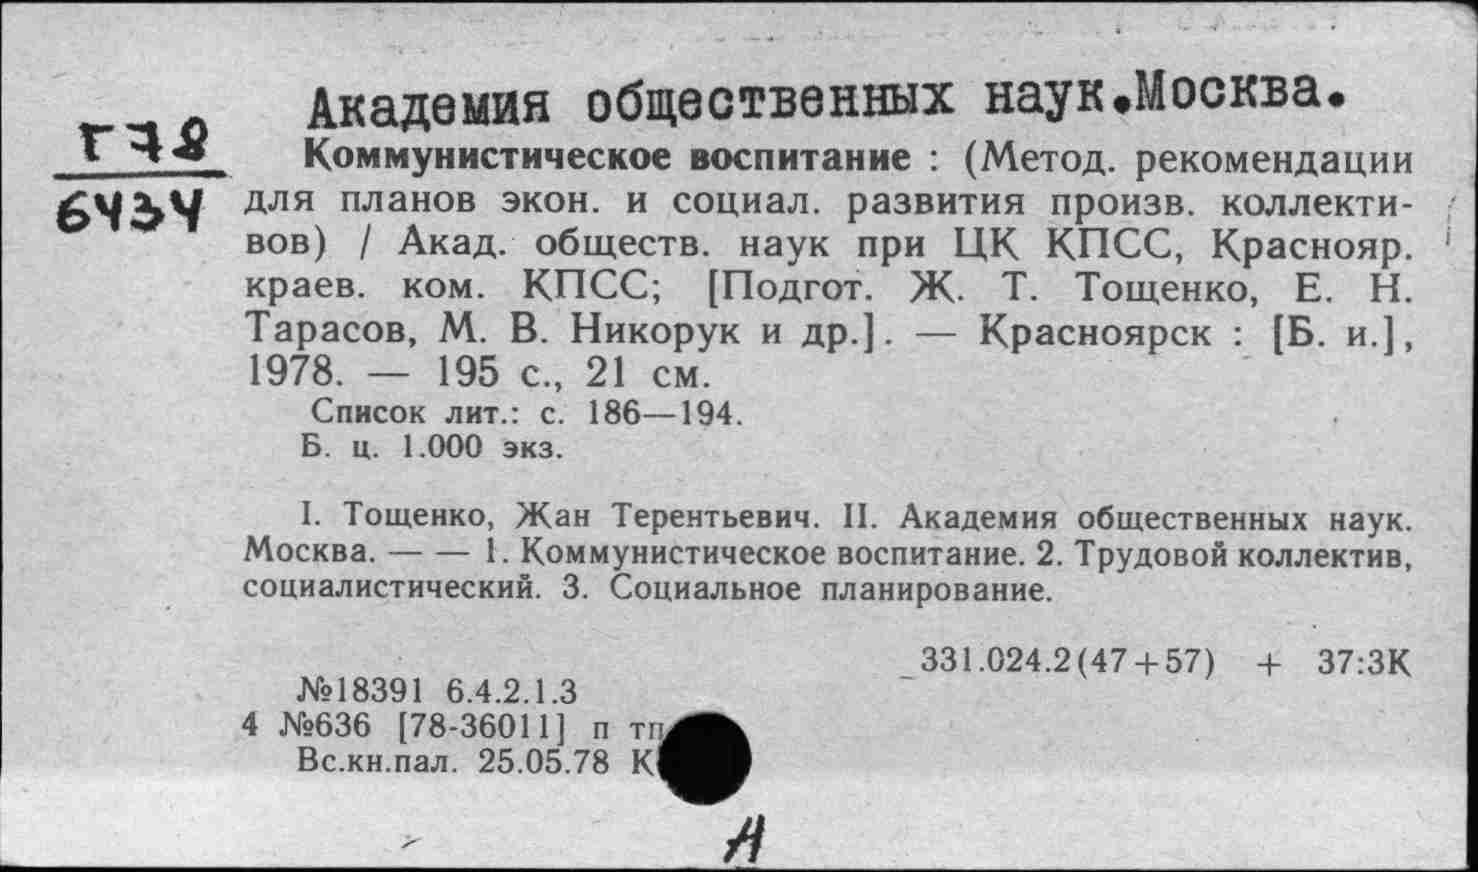 Академия общественных наук.Москва.
Г78
6434
Коммунистическое воспитание : (Метод. рекомендации
для планов экон. и социал. развития произв. коллекти-
вов) / Акад. обществ. наук при ЦК КПСС, Краснояр.
краев. ком. КПСС; [Подгот. Ж. Т. Тощенко, Е. Н.
Тарасов, М. В. Никорук и др.]. — Красноярск : [Б. и.],
1978. — 195 с., 21 см.
Список лит.: с. 186—194.
Б. ц. 1.000 экз.
I. Тощенко, Жан Терентьевич. II. Академия общественных наук.
Москва. — — 1. Коммунистическое воспитание. 2. Трудовой коллектив,
социалистический. 3. Социальное планирование.
331.024.2(47+57) + 37:3К
№18391 6.4.2.1.3
4 №636 [78-36011] п тп
Вс.кн.пал. 25.05.78 К